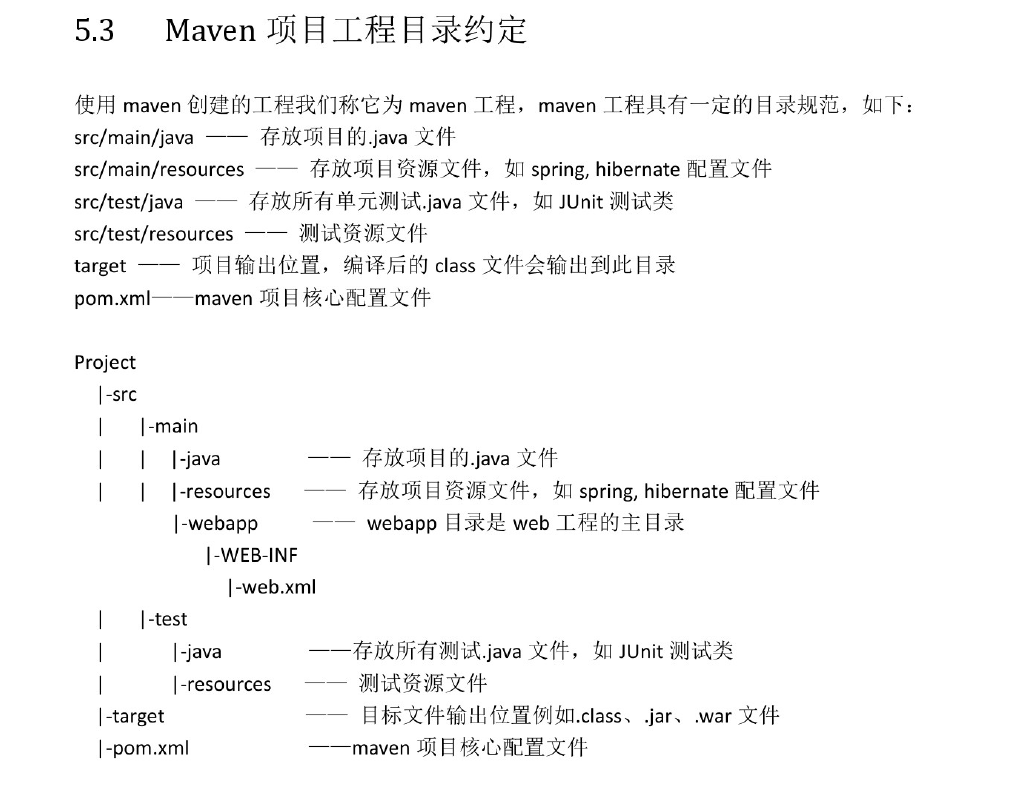 5.3 Maven 项目工程目录约定
使用 maven 创建的工程我们称它为 maven 工程，maven 工程具有一定的目录规范，如下：
src/main/java —— 存放项目的.java 文件
src/main/resources —— 存放项目资源文件，如 spring, hibernate 配置文件
src/test/java —— 存放所有单元测试.java 文件，如 JUnit 测试类
src/test/resources —— 测试资源文件
target —— 项目输出位置，编译后的 class 文件会输出到此目录
pom.xml——maven 项目核心配置文件
Project
|-src
| |-main
| | |-java —— 存放项目的.java 文件
| | |-resources —— 存放项目资源文件，如 spring, hibernate 配置文件
|-webapp —— webapp 目录是 web 工程的主目录
|-WEB-INF
|-web.xml
| |-test
| |-java ——存放所有测试.java 文件，如 JUnit 测试类
| |-resources —— 测试资源文件
|-target —— 目标文件输出位置例如.class、.jar、.war 文件
|-pom.xml ——maven 项目核心配置文件